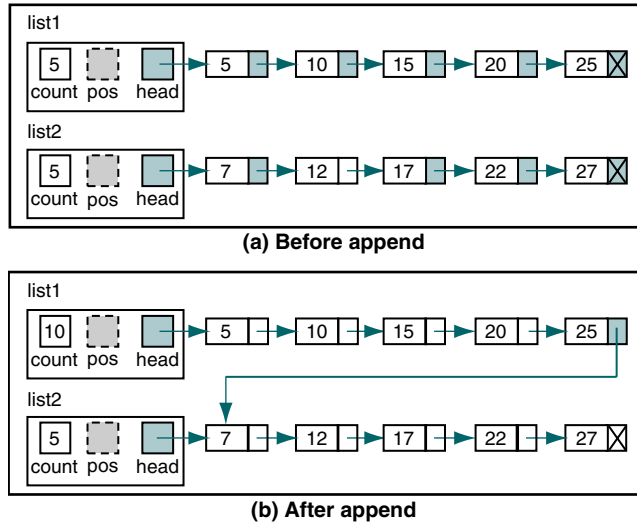 list1
5 5 10 15 20 25
count pos head
list2
5 7 12 17 22 27
count pos head
(a) Before append
list1
10 5 10 15 20 25
count pos head
list2
5 7 12 17 22 27
count pos head
(b) After append